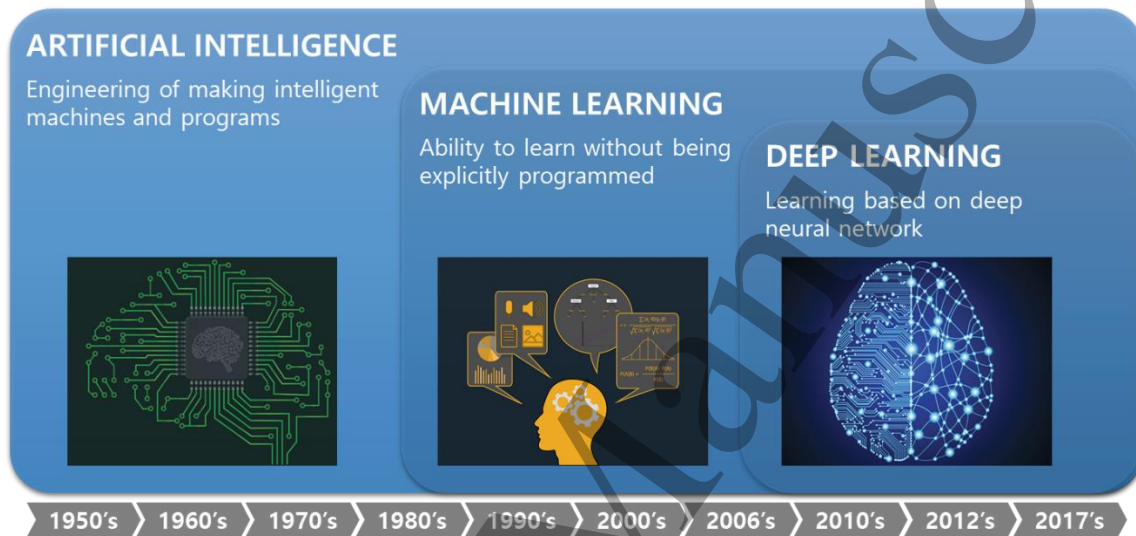 ARTIFICIAL INTELLIGENCE
Engineering of making intelligent
machines and programs
MACHINE LEARNING
Ability to learn without being
explicitly programmed
DEEP LEARNING
Learning based on deep
neural network
1950's 1960's 1970's 1980's 1990's 2000's 2006's 2010's 2012's 2017's